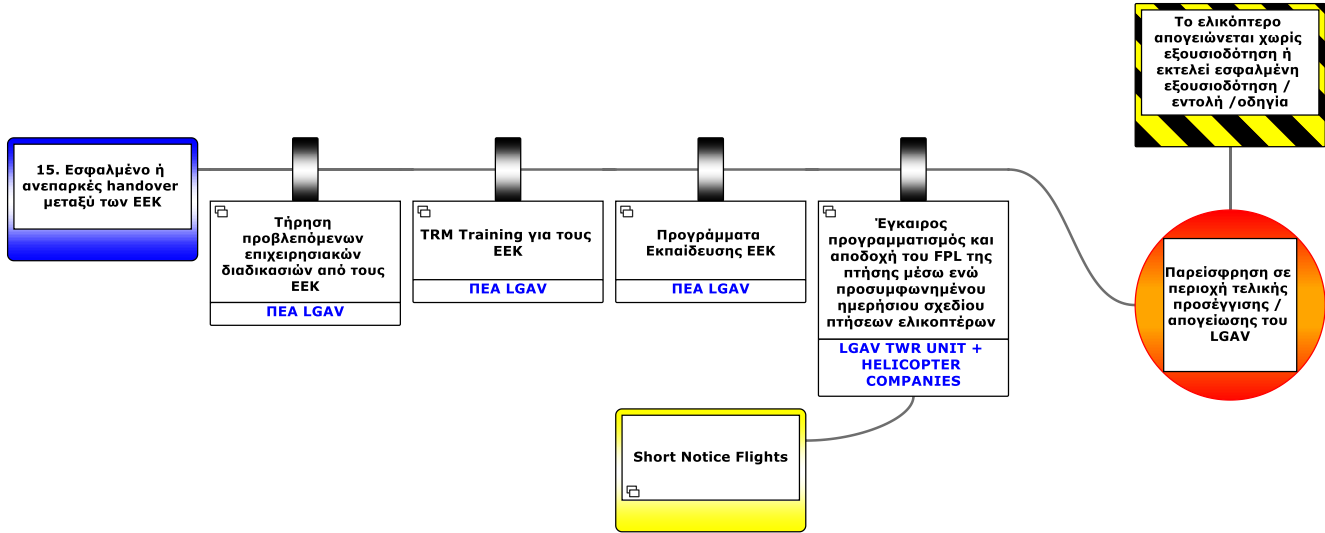 Το ελικόπτερο
απογειώνεται χωρίς
εξουσιοδότηση ή
εκτελεί εσφαλμένη
εξουσιοδότηση /
εντολή /οδηγία
15. Εσφαλμένο ή
ανεπαρκές handover
μεταξύ των ΕΕΚ
Τήρηση
προβλεπόμενων
επιχειρησιακών
διαδικασιών από τους
ΕΕΚ
ΠΕΑ LGAV
TRM Training για τους
ΕΕΚ
ΠΕΑ LGAV
Προγράμματα
Εκπαίδευσης ΕΕΚ
ΠΕΑ LGAV
Έγκαιρος
προγραμματισμός και
αποδοχή του FPL της
πτήσης μέσω ενώ
προσυμφωνημένου
ημερήσιου σχεδίου
πτήσεων ελικοπτέρων
LGAV TWR UNIT +
HELICOPTER
COMPANIES
Παρείσφρηση σε
περιοχή τελικής
προσέγγισης /
απογείωσης του
LGAV
Short Notice Flights